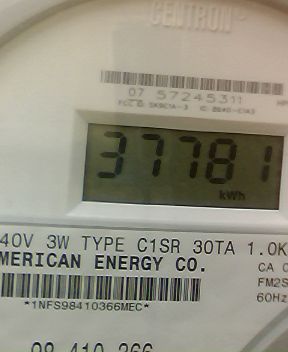 CENTRON®
07 57245311
37781
kWh
40V 3W TYPE C1SR 30TA 1.0K
MERICAN ENERGY CO.
CA 0
FM2S
60Hz
*1NFS98410366MEC*
98 410 366